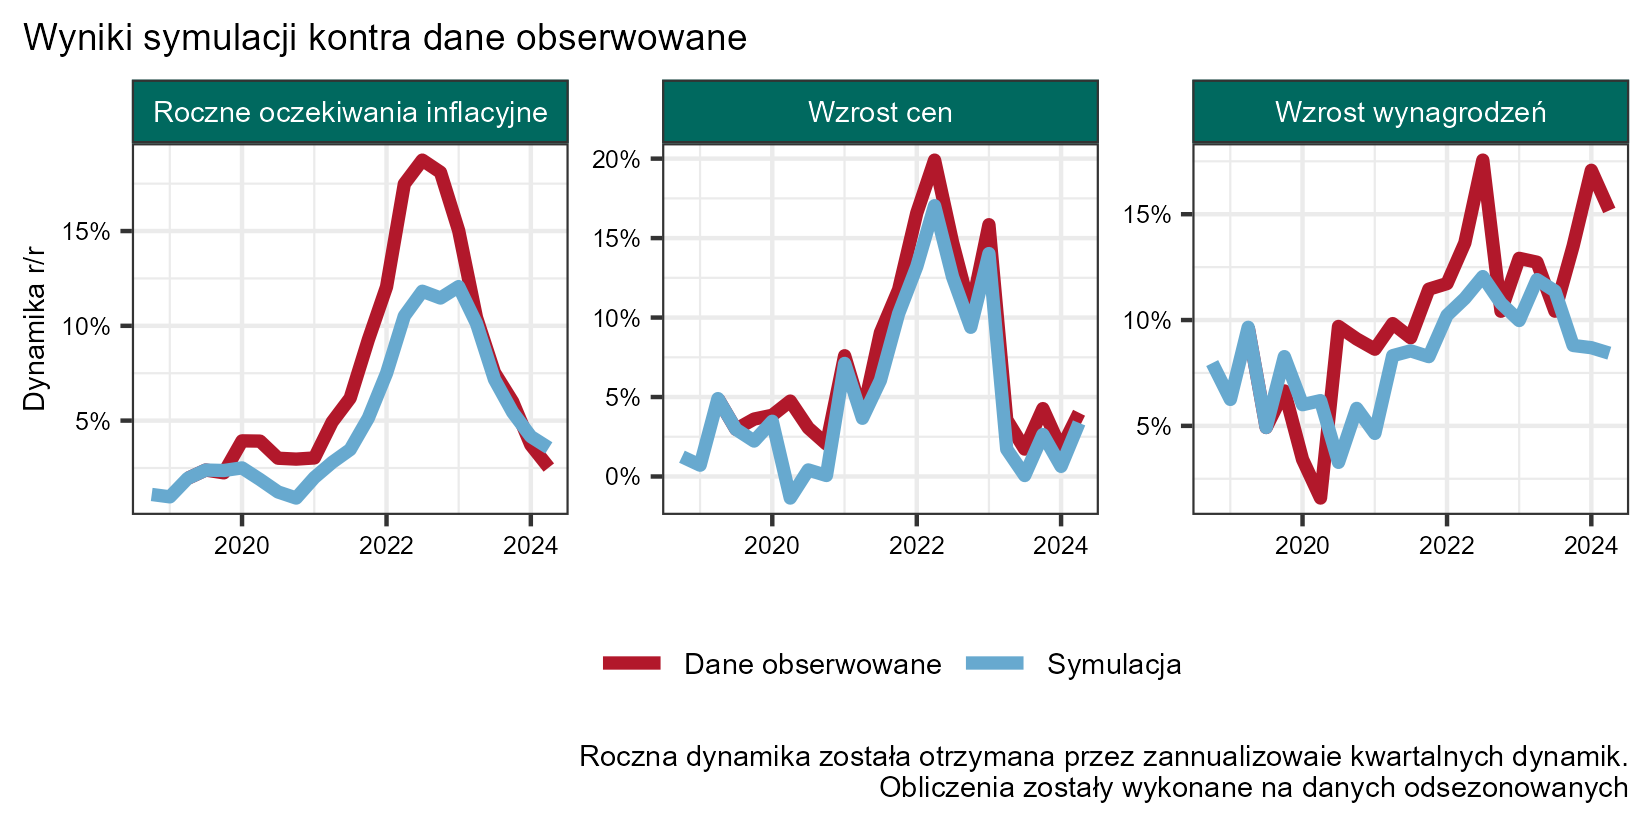 Wyniki symulacji kontra dane obserwowane
Roczne oczekiwania inflacyjne
Wzrost cen
Wzrost wynagrodzeń
Dynamika r/r
15%
10%
5%
2020
2022
2024
20%
15%
10%
5%
0%
2020
2022
2024
15%
10%
5%
2020
2022
2024
Dane obserwowane
Symulacja
Roczna dynamika została otrzymana przez zannualizowaie kwartalnych dynamik.
Obliczenia zostały wykonane na danych odsezonowanych